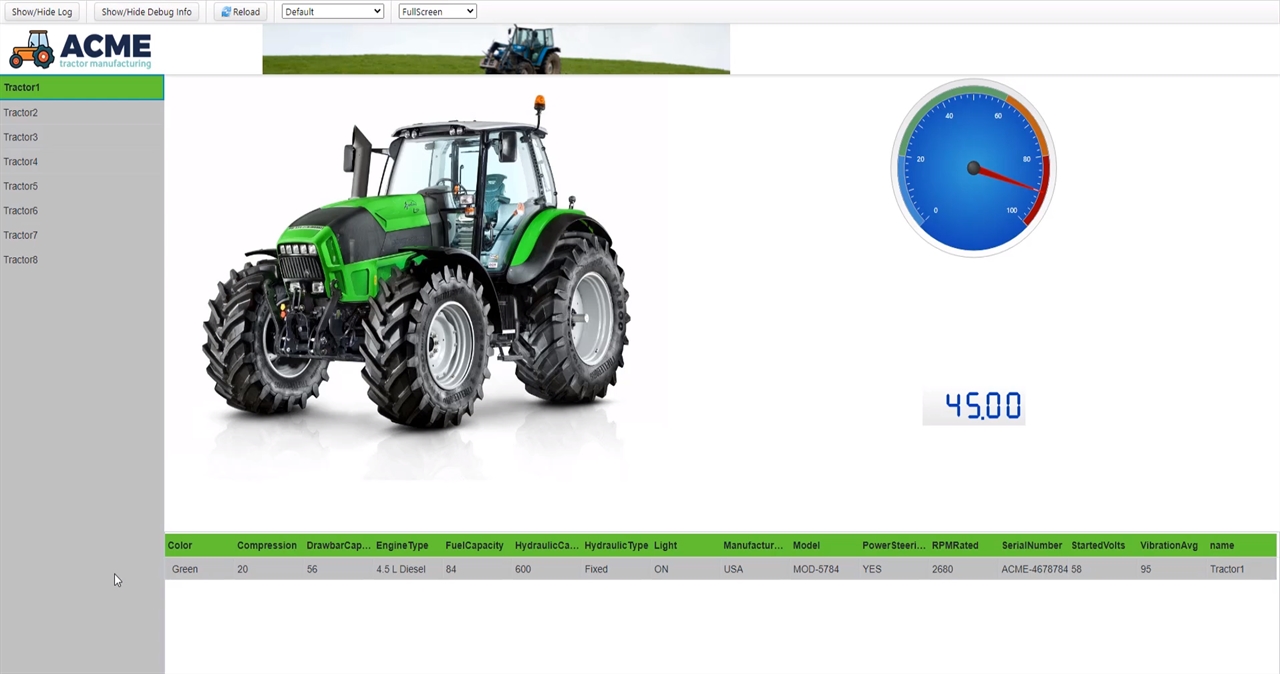 Show/Hide Log Show/Hide Debug Info Reload Default FullScreen
ACME
tractor manufacturing
Tractor1
Tractor2
Tractor3
Tractor4
Tractor5
Tractor6
Tractor7
Tractor8
40 60
20 80
0 100
45.00
Color Compression DrawbarCap... EngineType FuelCapacity HydraulicCa... HydraulicType Light Manufactur... Model PowerSteeri... RPMRated SerialNumber StartedVolts VibrationAvg name
Green 20 56 4.5 L Diesel 84 600 Fixed ON USA MOD-5784 YES 2680 ACME-4678784 58 95 Tractor1